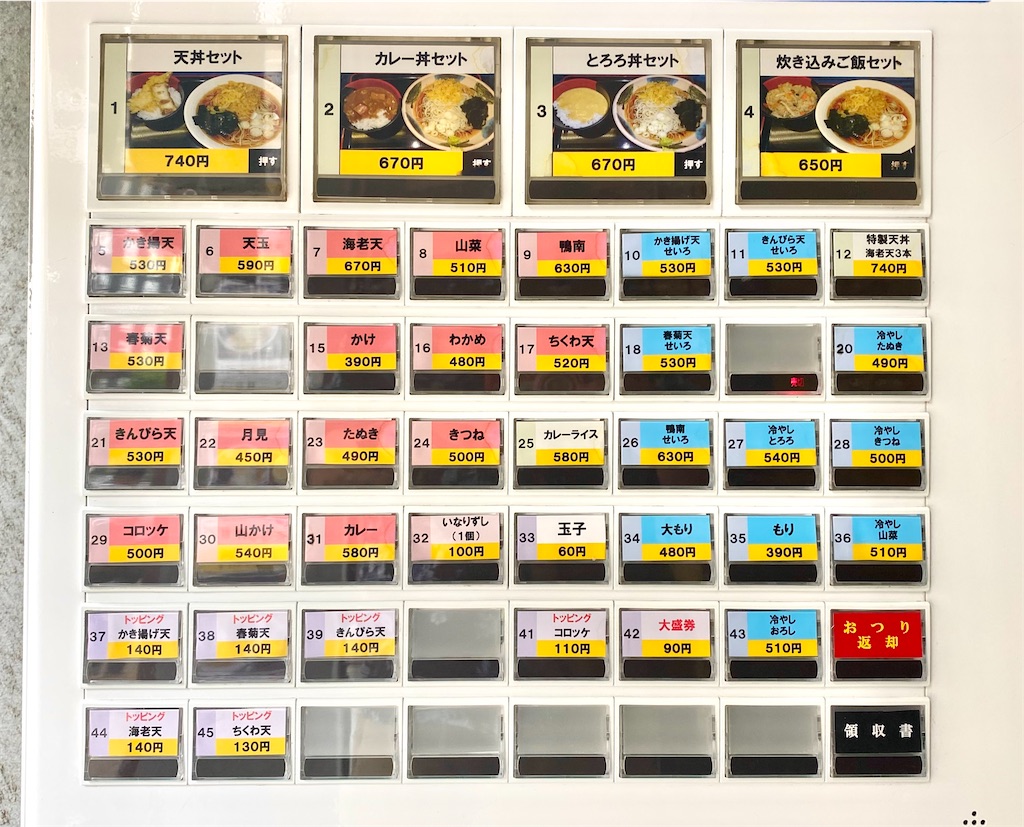 天丼セット
1
740円 押す
カレー丼セット
2
670円 押す
とろろ丼セット
3
670円 押す
炊き込みご飯セット
4
650円 押す
5 かき揚天
530円
6 天玉
590円
7 海老天
670円
8 山菜
510円
9 鴨南
630円
10 かき揚げ天
せいろ
530円
11 きんぴら天
せいろ
530円
12 特製天丼
海老天3本
740円
13 春菊天
530円
15 かけ
390円
16 わかめ
480円
17 ちくわ天
520円
18 春菊天
せいろ
530円
売切
20 冷やし
たぬき
490円
21 きんぴら天
530円
22 月見
450円
23 たぬき
490円
24 きつね
500円
25 カレーライス
580円
26 鴨南
せいろ
630円
27 冷やし
とろろ
540円
28 冷やし
きつね
500円
29 コロッケ
500円
30 山かけ
540円
31 カレー
580円
32 いなりずし
(1個)
100円
33 玉子
60円
34 大もり
480円
35 もり
390円
36 冷やし
山菜
510円
37 トッピング
かき揚げ天
140円
38 トッピング
春菊天
140円
39 トッピング
きんぴら天
140円
41 トッピング
コロッケ
110円
42 大盛券
90円
43 冷やし
おろし
510円
おつり
返却
44 トッピング
海老天
140円
45 トッピング
ちくわ天
130円
領収書